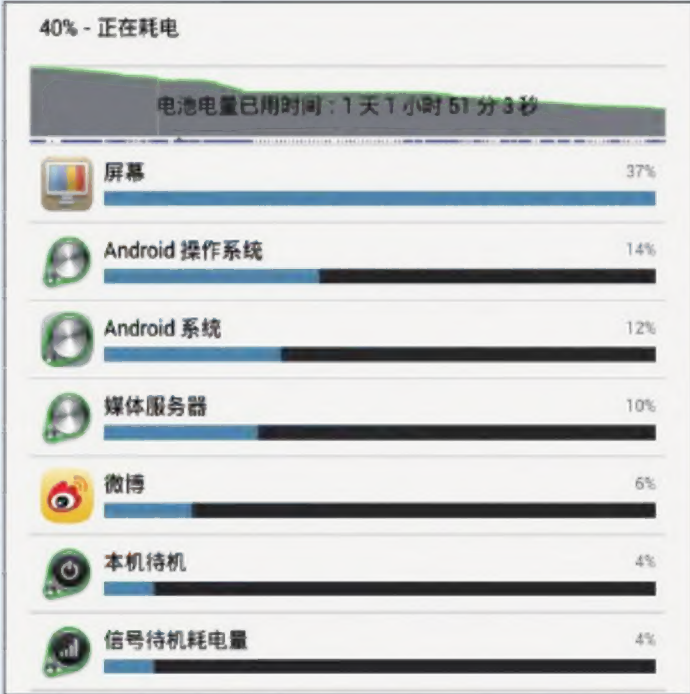 40% - 正在耗电
电池电量已用时间：1 天 1 小时 51 分 3 秒
屏幕 37%
Android 操作系统 14%
Android 系统 12%
媒体服务器 10%
微博 6%
本机待机 4%
信号待机耗电量 4%